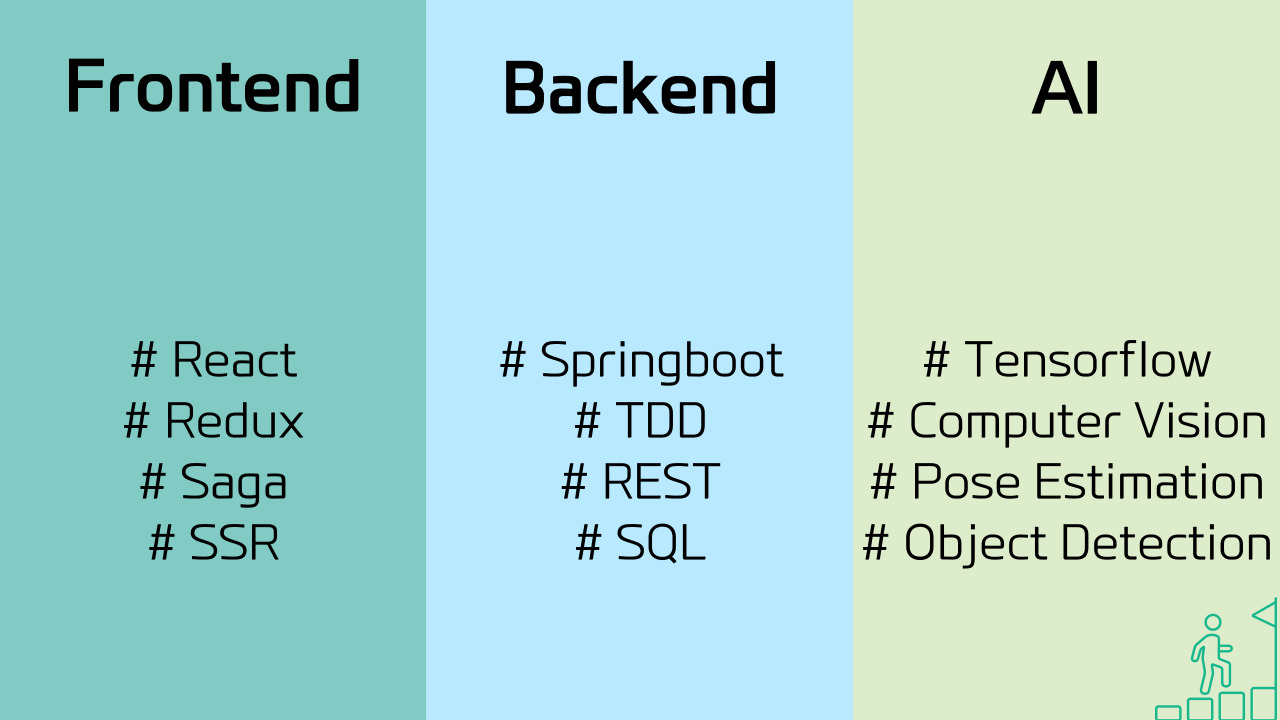 Frontend
# React
# Redux
# Saga
# SSR
Backend
# Springboot
# TDD
# REST
# SQL
AI
# Tensorflow
# Computer Vision
# Pose Estimation
# Object Detection